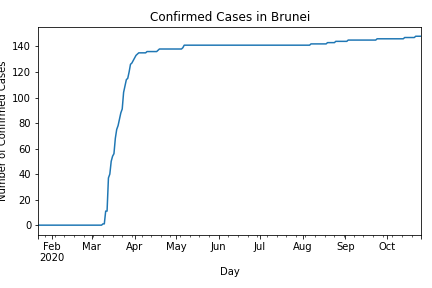 Confirmed Cases in Brunei
Number of Confirmed Cases
140
120
100
80
60
40
20
0
Feb Mar Apr May Jun Jul Aug Sep Oct
2020
Day